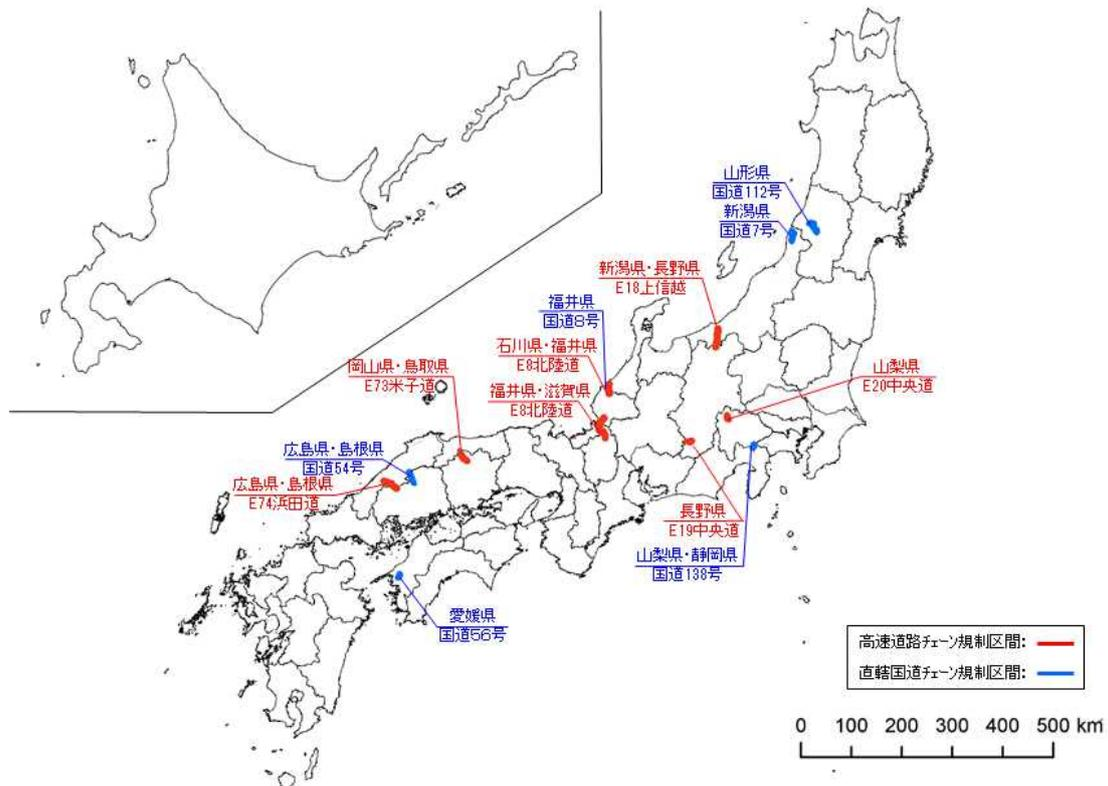 山形県
国道112号
新潟県
国道7号
新潟県・長野県
E18上信越
福井県
国道8号
石川県・福井県
E8北陸道
岡山県・鳥取県
E73米子道
福井県・滋賀県
E8北陸道
山梨県
E20中央道
広島県・島根県
国道54号
広島県・島根県
E74浜田道
長野県
E19中央道
山梨県・静岡県
国道138号
愛媛県
国道56号
高速道路チェーン規制区間:
直轄国道チェーン規制区間:
0 100 200 300 400 500 km